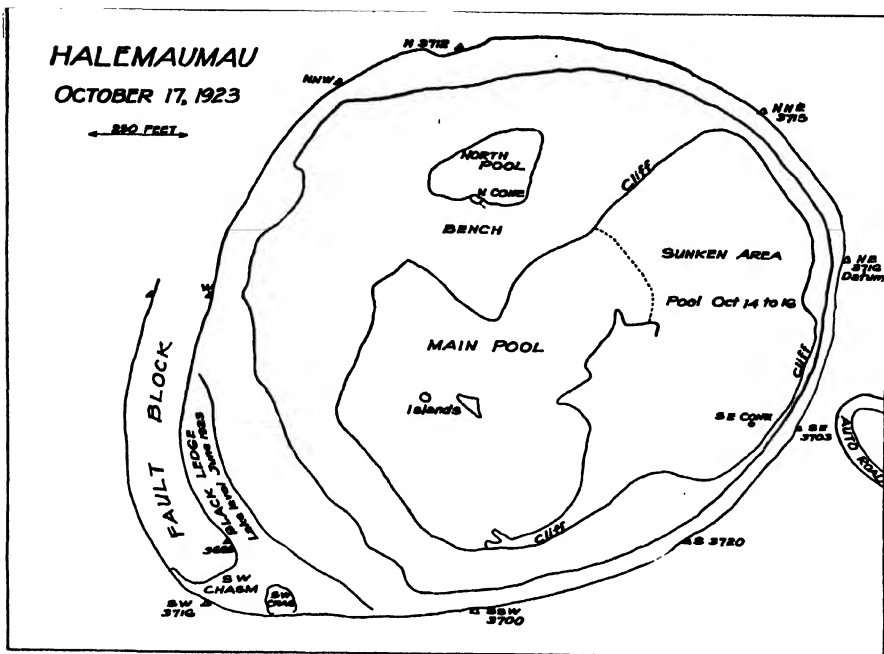 HALEMAUMAU
OCTOBER 17, 1923
FEET
N 3712
NNW
NNE
3715
NORTH
POOL
N CONE
BENCH
Cliff
SUNKEN AREA
Pool Oct 14 to 16
NE
3716
Datum
W
MAIN POOL
Islands
Cliff
SE CONE
SE
3703
AUTO ROAD
FAULT BLOCK
BLACK LEDGE
Lake level June 1923
Cliff
S 3720
SW
CHASM
SW
3716
SW
CRAG
SSW
3700